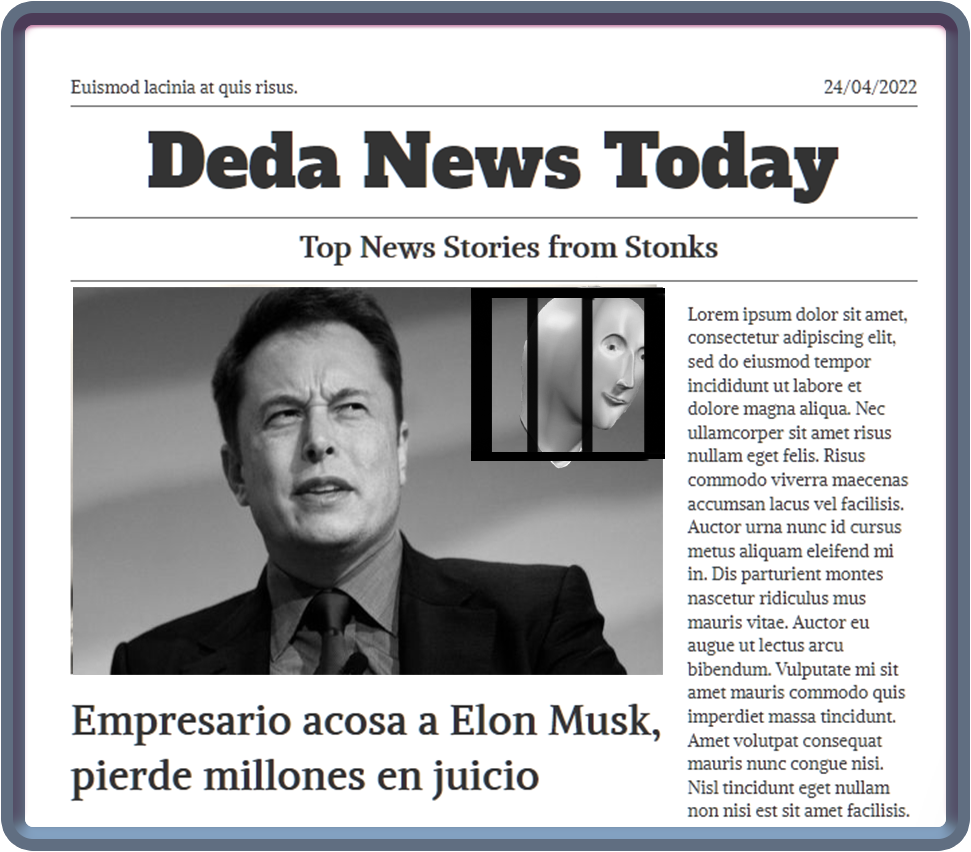 Euismod lacinia at quis risus.
24/04/2022
Deda News Today
Top News Stories from Stonks
Lorem ipsum dolor sit amet,
consectetur adipiscing elit,
sed do eiusmod tempor
incididunt ut labore et
dolore magna aliqua. Nec
ullamcorper sit amet risus
nullam eget felis. Risus
commodo viverra maecenas
accumsan lacus vel facilisis.
Auctor urna nunc id cursus
metus aliquam eleifend mi
in. Dis parturient montes
nascetur ridiculus mus
mauris vitae. Auctor eu
augue ut lectus arcu
bibendum. Vulputate mi sit
amet mauris commodo quis
imperdiet massa tincidunt.
Amet volutpat consequat
mauris nunc congue nisi.
Nisl tincidunt eget nullam
non nisi est sit amet facilisis.
Empresario acosa a Elon Musk,
pierde millones en juicio